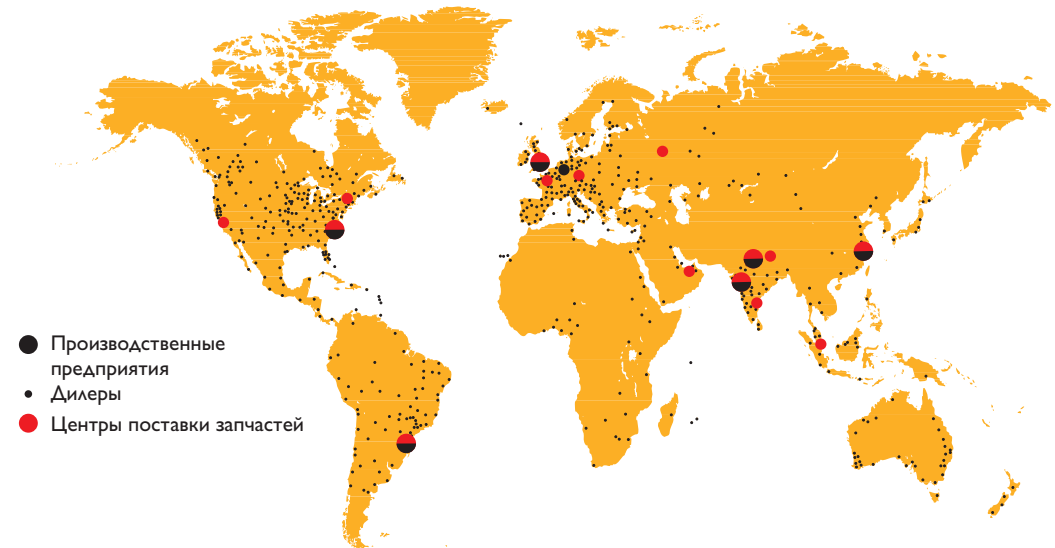 Производственные
предприятия
Дилеры
Центры поставки запчастей